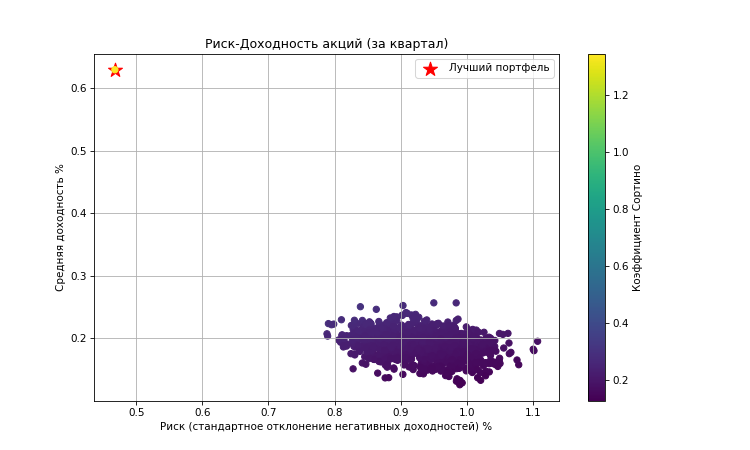 Риск-Доходность акций (за квартал)
Лучший портфель
0.6
0.5
0.4
0.3
0.2
Средняя доходность %
0.5 0.6 0.7 0.8 0.9 1.0 1.1
Риск (стандартное отклонение негативных доходностей) %
1.2
1.0
0.8
0.6
0.4
0.2
Коэффициент Сортино